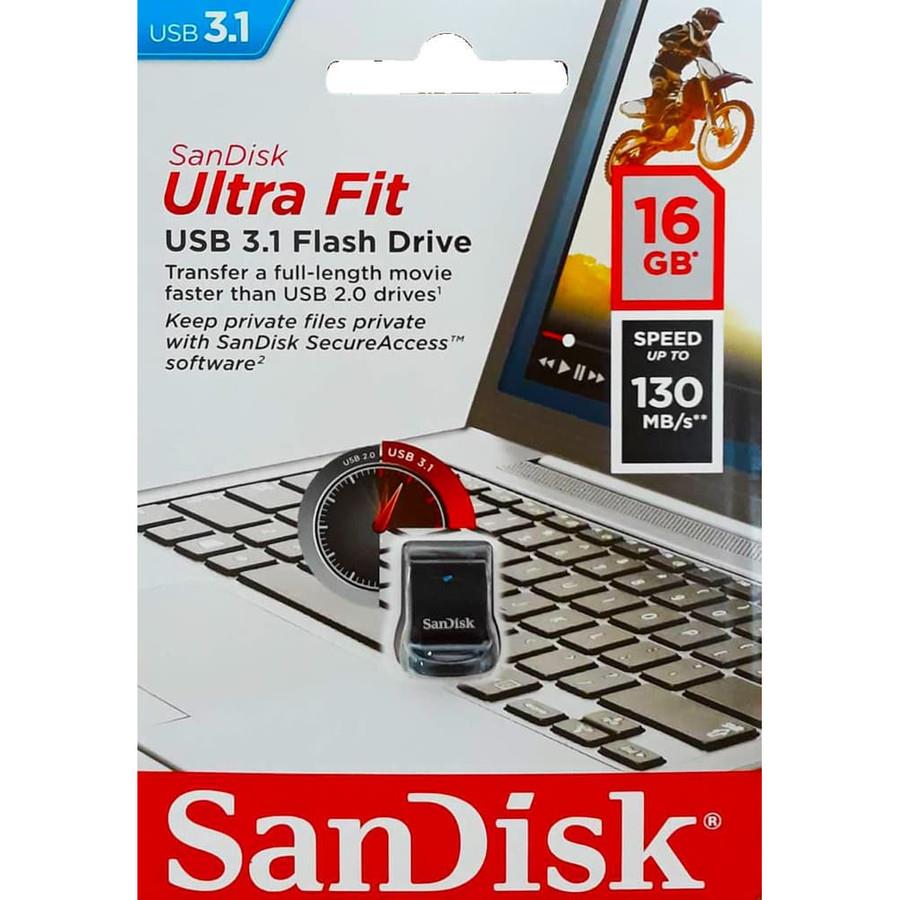 USB 3.1
SanDisk
Ultra Fit
USB 3.1 Flash Drive
Transfer a full-length movie
faster than USB 2.0 drives¹
Keep private files private
with SanDisk SecureAccess™
software²
16
GB*
SPEED
UP TO
130
MB/s**
USB 2.0 USB 3.1
SanDisk
SanDisk®